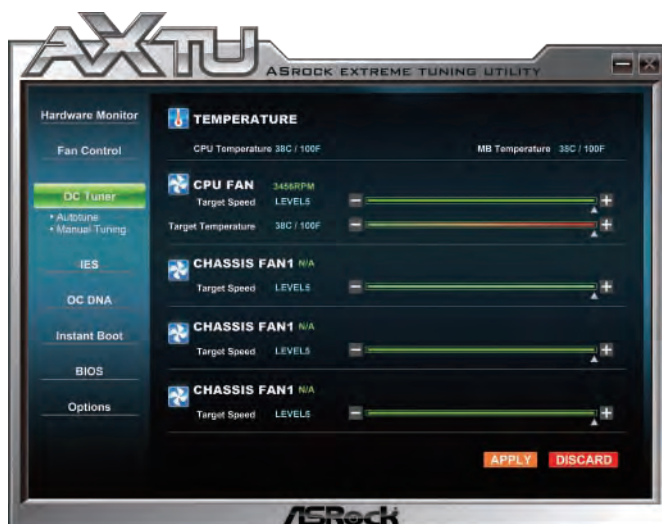 AXTU
ASROCK EXTREME TUNING UTILITY
Hardware Monitor
Fan Control
OC Tuner
• Autotune
• Manual Tuning
IES
OC DNA
Instant Boot
BIOS
Options
TEMPERATURE
CPU Temperature 38C / 100F MB Temperature 38C / 100F
CPU FAN 3456RPM
Target Speed LEVEL5
Target Temperature 38C / 100F
CHASSIS FAN1 N/A
Target Speed LEVEL5
CHASSIS FAN1 N/A
Target Speed LEVEL5
CHASSIS FAN1 N/A
Target Speed LEVEL5
APPLY DISCARD
ASRock